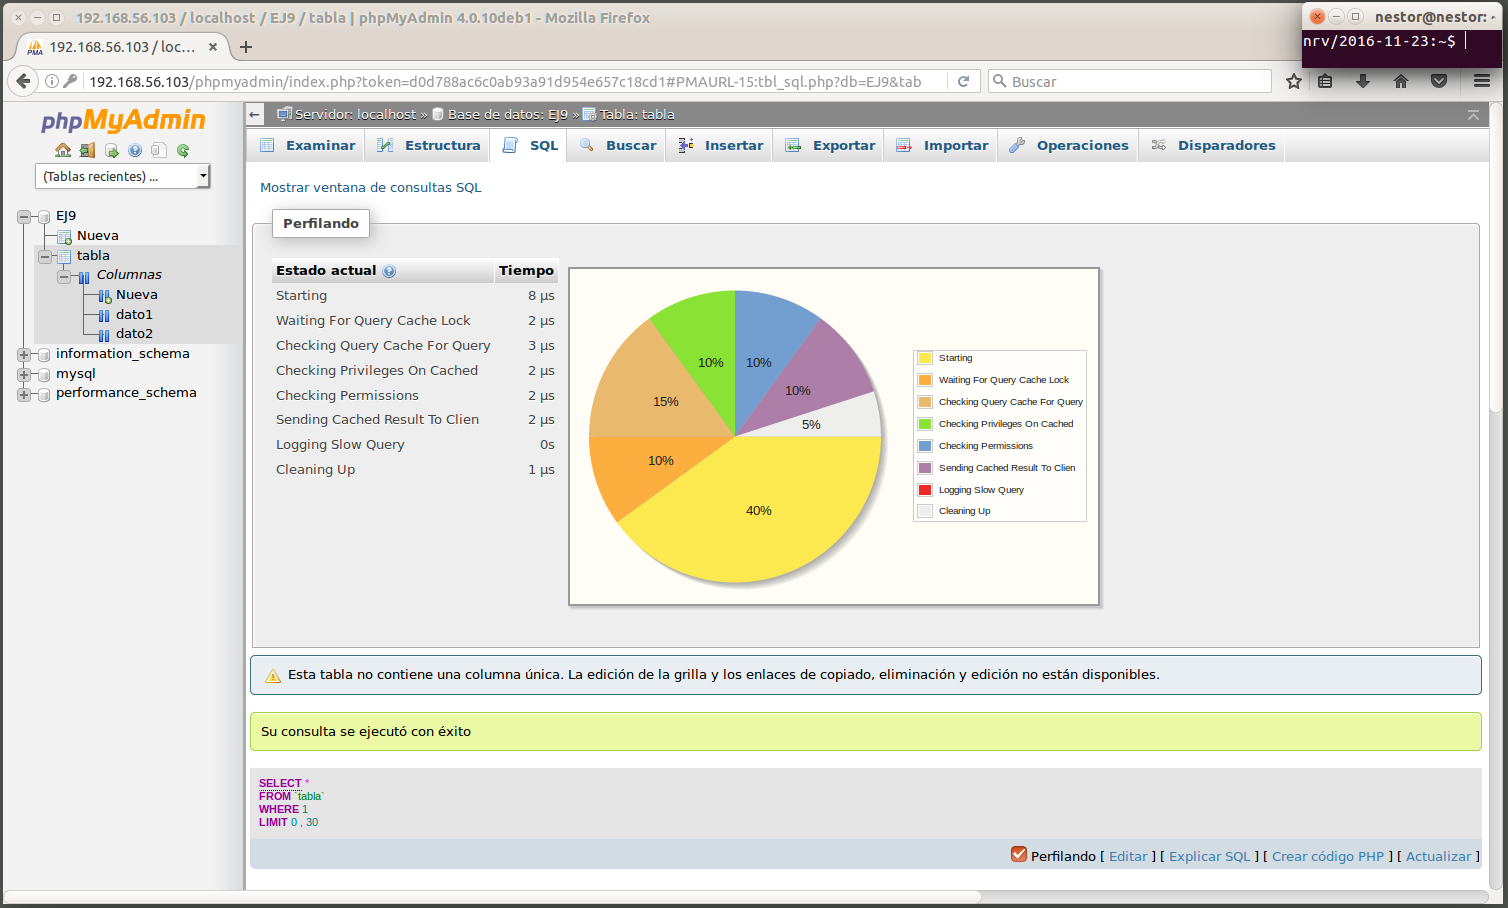 192.168.56.103 / localhost / EJ9 / tabla | phpMyAdmin 4.0.10deb1 - Mozilla Firefox
nestor@nestor:
nrv/2016-11-23:~$
PMA
192.168.56.103 / loc...
192.168.56.103/phpmyadmin/index.php?token=d0d788ac6c0ab93a91d954e657c18cd1#PMAURL-15:tbl_sql.php?db=EJ9&tab
Buscar
phpMyAdmin
(Tablas recientes) ...
EJ9
Nueva
tabla
Columnas
Nueva
dato1
dato2
information_schema
mysql
performance_schema
Servidor: localhost » Base de datos: EJ9 » Tabla: tabla
Examinar Estructura SQL Buscar Insertar Exportar Importar Operaciones Disparadores
Mostrar ventana de consultas SQL
Perfilando
Estado actual Tiempo
Starting 8 µs
Waiting For Query Cache Lock 2 µs
Checking Query Cache For Query 3 µs
Checking Privileges On Cached 2 µs
Checking Permissions 2 µs
Sending Cached Result To Clien 2 µs
Logging Slow Query 0s
Cleaning Up 1 µs
10%
10%
10%
15%
5%
10%
40%
Starting
Waiting For Query Cache Lock
Checking Query Cache For Query
Checking Privileges On Cached
Checking Permissions
Sending Cached Result To Clien
Logging Slow Query
Cleaning Up
Esta tabla no contiene una columna única. La edición de la grilla y los enlaces de copiado, eliminación y edición no están disponibles.
Su consulta se ejecutó con éxito
SELECT *
FROM `tabla`
WHERE 1
LIMIT 0 , 30
Perfilando [ Editar ] [ Explicar SQL ] [ Crear código PHP ] [ Actualizar ]